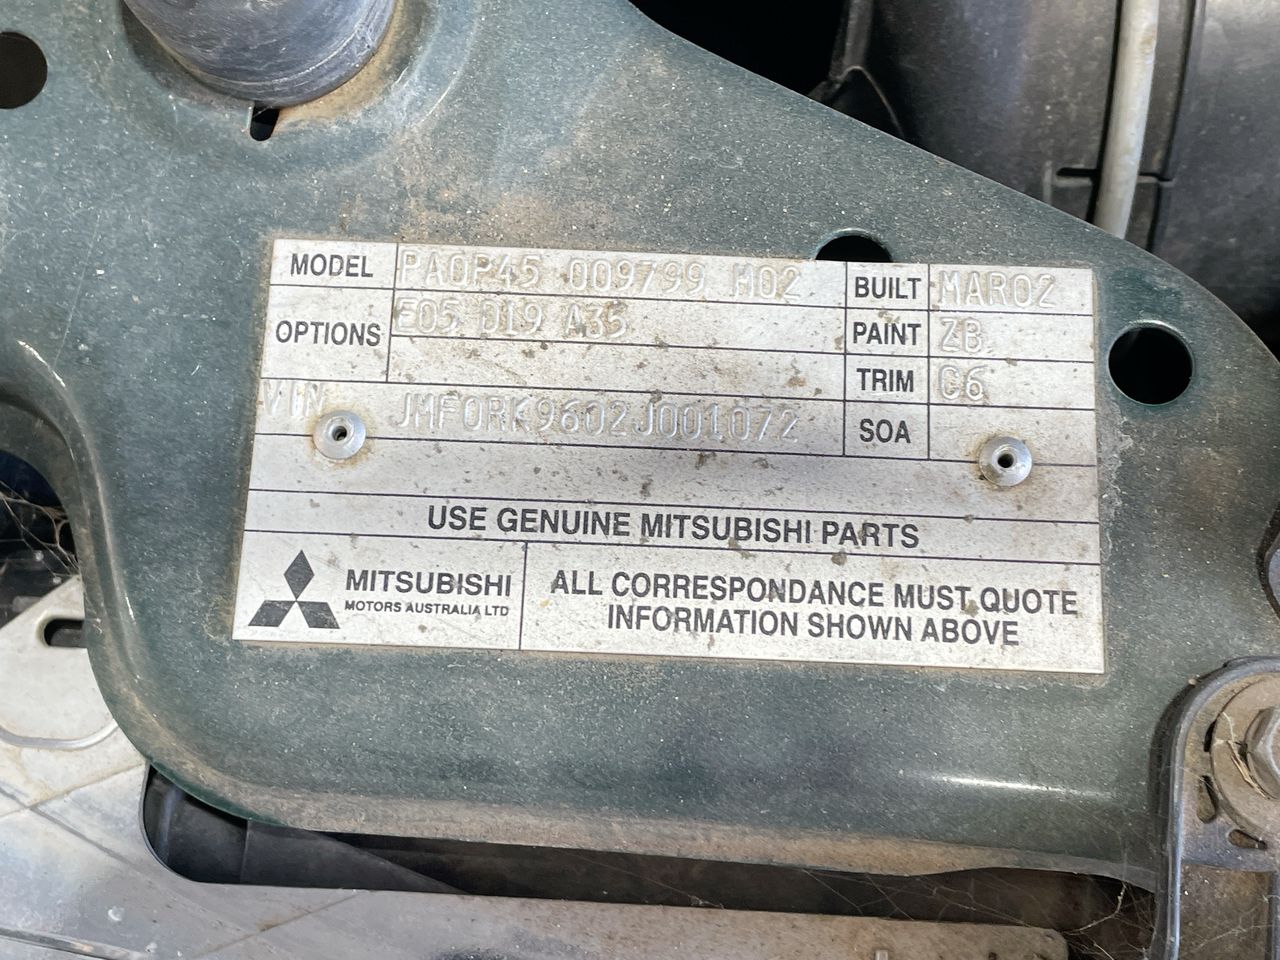 MODEL PA0P45 009799 M02 BUILT MAR02
OPTIONS E05 D19 A35 PAINT ZB
TRIM C6
VIN JMF0RK9602J001072 SOA
USE GENUINE MITSUBISHI PARTS
MITSUBISHI
MOTORS AUSTRALIA LTD
ALL CORRESPONDANCE MUST QUOTE
INFORMATION SHOWN ABOVE